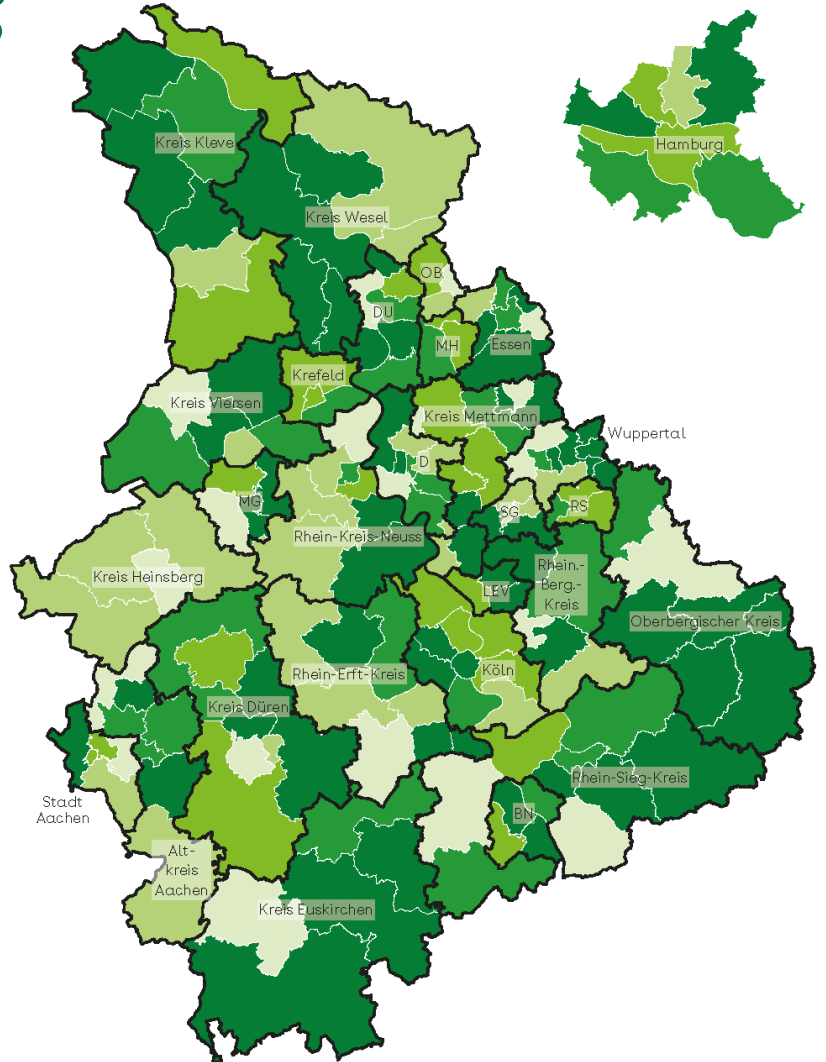 Kreis Kleve
Hamburg
Kreis Wesel
OB
DU
MH
Essen
Krefeld
Kreis Viersen
Kreis Mettmann
Wuppertal
D
MG
SG
RS
Rhein-Kreis-Neuss
Kreis Heinsberg
Rhein.-
Berg.-
Kreis
LEV
Oberbergischer Kreis
Rhein-Erft-Kreis
Köln
Kreis Düren
Rhein-Sieg-Kreis
Stadt
Aachen
BN
Alt-
kreis
Aachen
Kreis Euskirchen